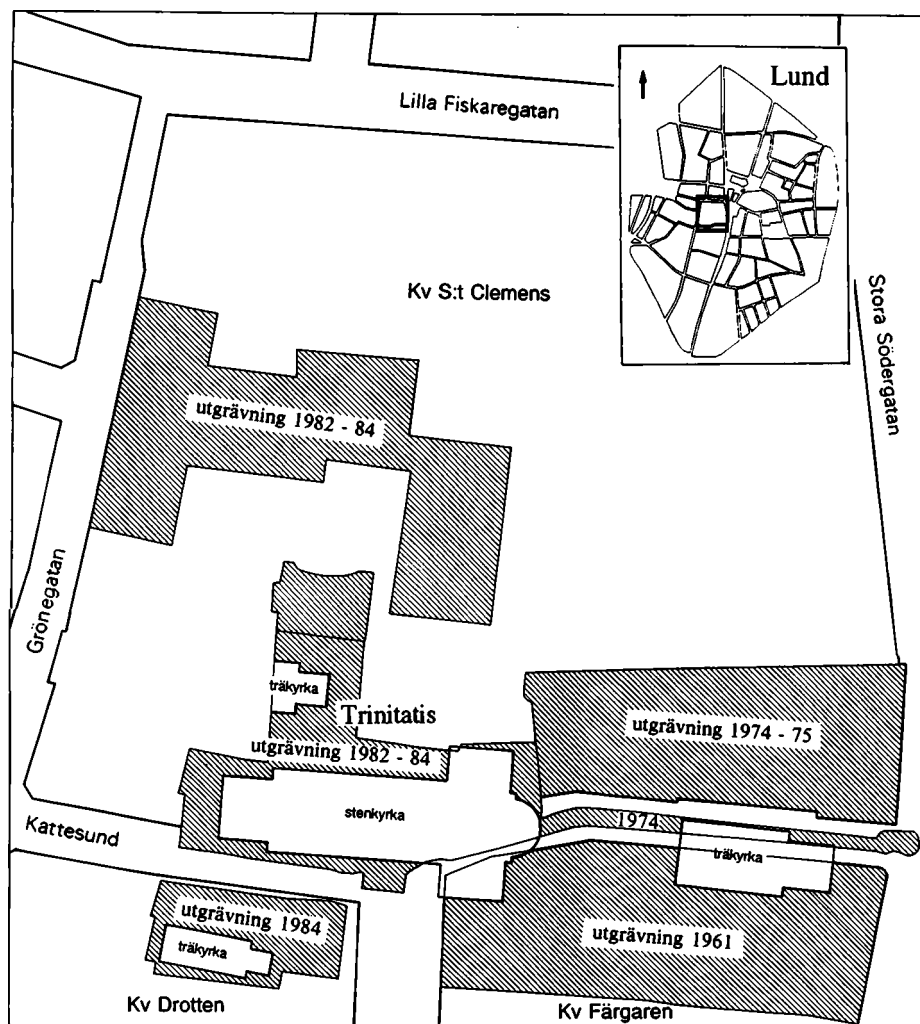 Lund
Lilla Fiskaregatan
Kv S:t Clemens
Stora Södergatan
utgrävning 1982 - 84
Grönegatan
träkyrka
Trinitatis
utgrävning 1982 - 84
utgrävning 1974 - 75
stenkyrka
1974
Kattesund
träkyrka
utgrävning 1984
träkyrka
utgrävning 1961
Kv Drotten
Kv Färgaren